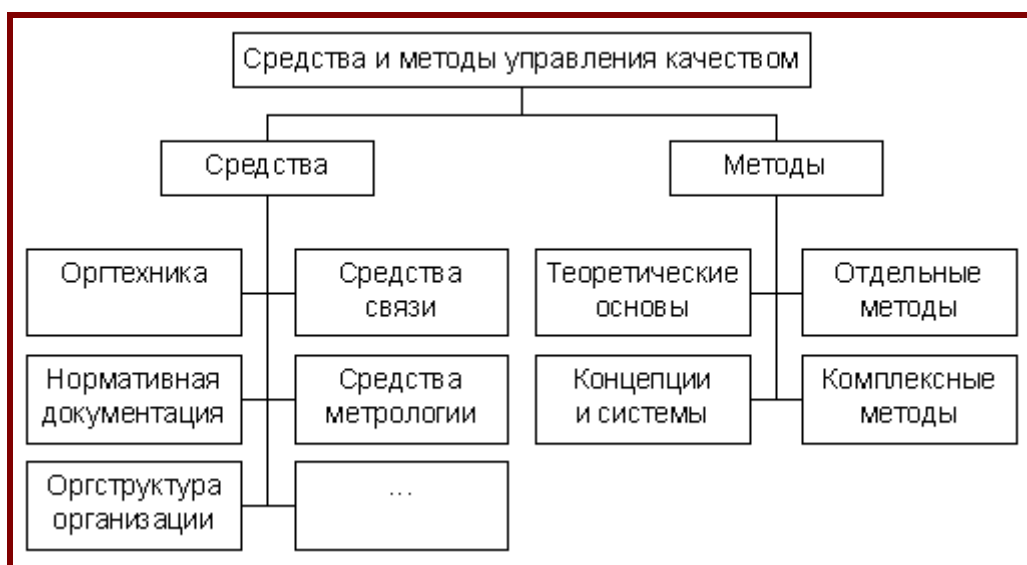 Средства и методы управления качеством
Средства
Методы
Оргтехника
Средства
связи
Теоретические
основы
Отдельные
методы
Нормативная
документация
Средства
метрологии
Концепции
и системы
Комплексные
методы
Оргструктура
организации
...